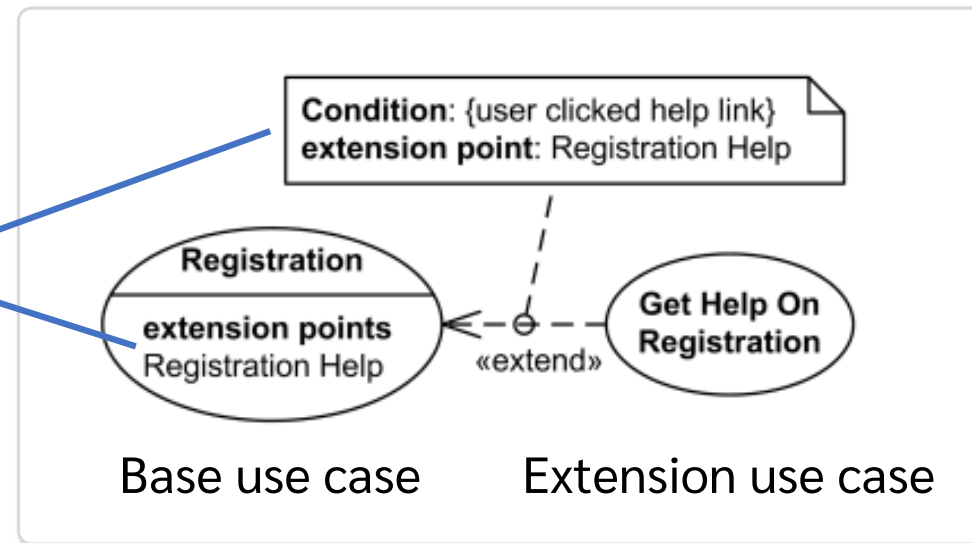 Condition: {user clicked help link}
extension point: Registration Help
Registration
extension points
Registration Help
«extend»
Get Help On
Registration
Base use case
Extension use case